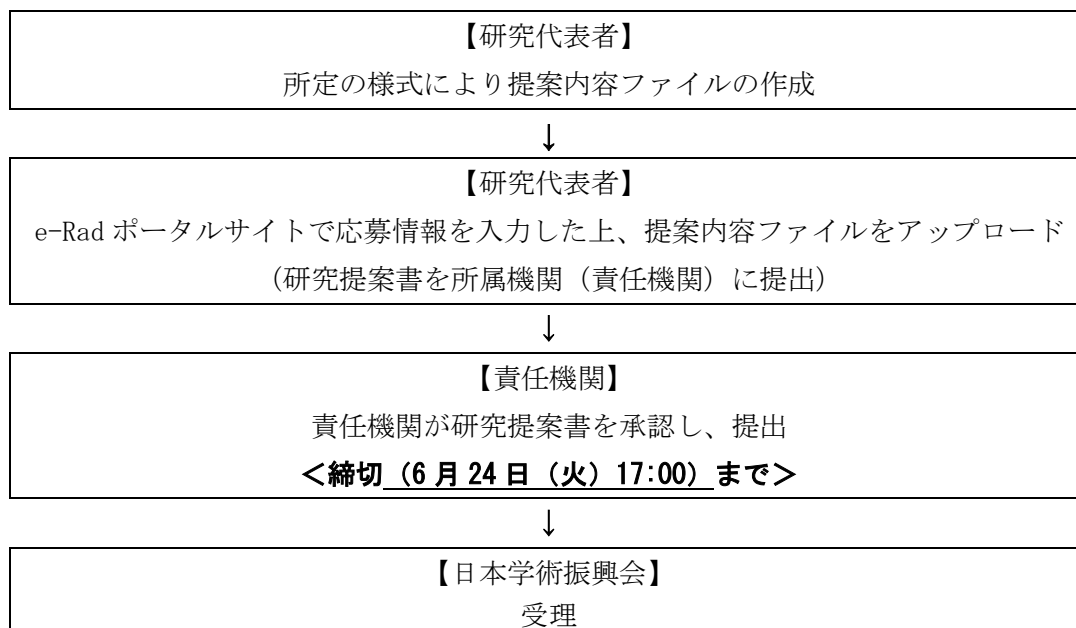 【研究代表者】
所定の様式により提案内容ファイルの作成
↓
【研究代表者】
e-Rad ポータルサイトで応募情報を入力した上、提案内容ファイルをアップロード
（研究提案書を所属機関（責任機関）に提出）
↓
【責任機関】
責任機関が研究提案書を承認し、提出
＜締切（6 月 24 日（火）17:00）まで＞
↓
【日本学術振興会】
受理